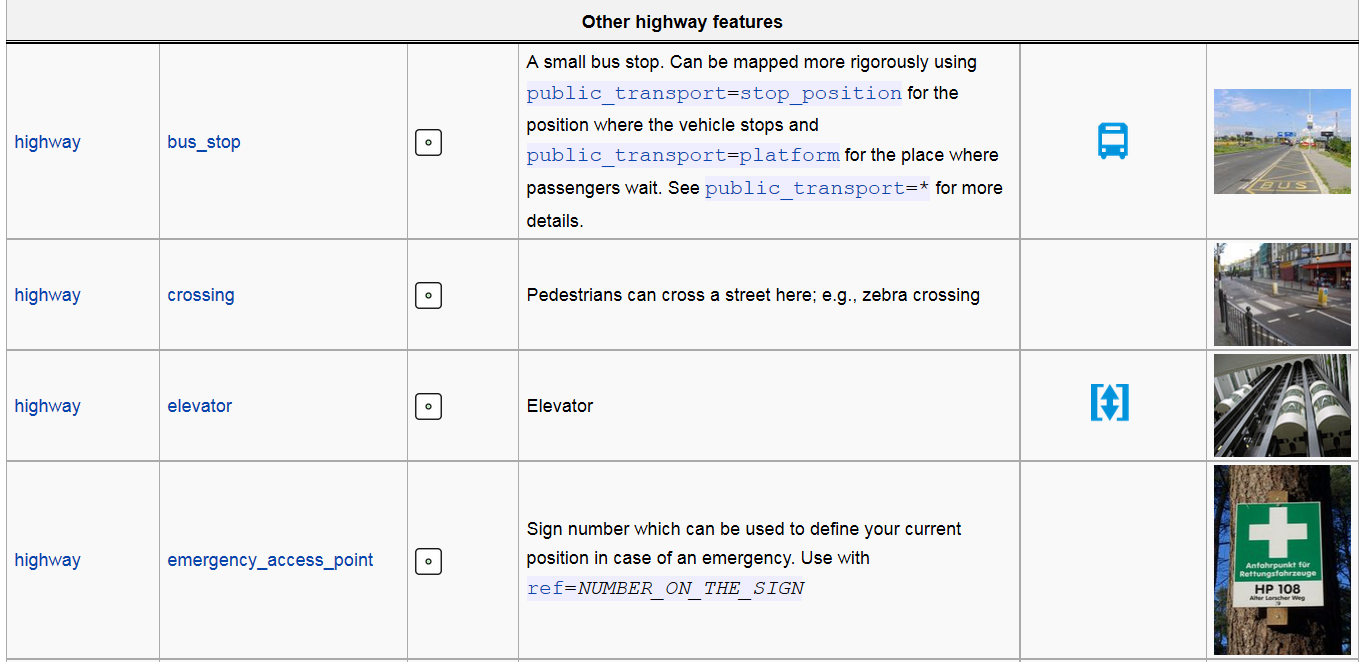 Other highway features
highway
bus_stop
A small bus stop. Can be mapped more rigorously using
public_transport=stop_position for the
position where the vehicle stops and
public_transport=platform for the place where
passengers wait. See public_transport=* for more
details.
BUS
highway
crossing
Pedestrians can cross a street here; e.g., zebra crossing
highway
elevator
Elevator
highway
emergency_access_point
Sign number which can be used to define your current
position in case of an emergency. Use with
ref=NUMBER_ON_THE_SIGN
Anfahrpunkt für
Rettungsfahrzeuge
HP 108
Alter Lorscher Weg